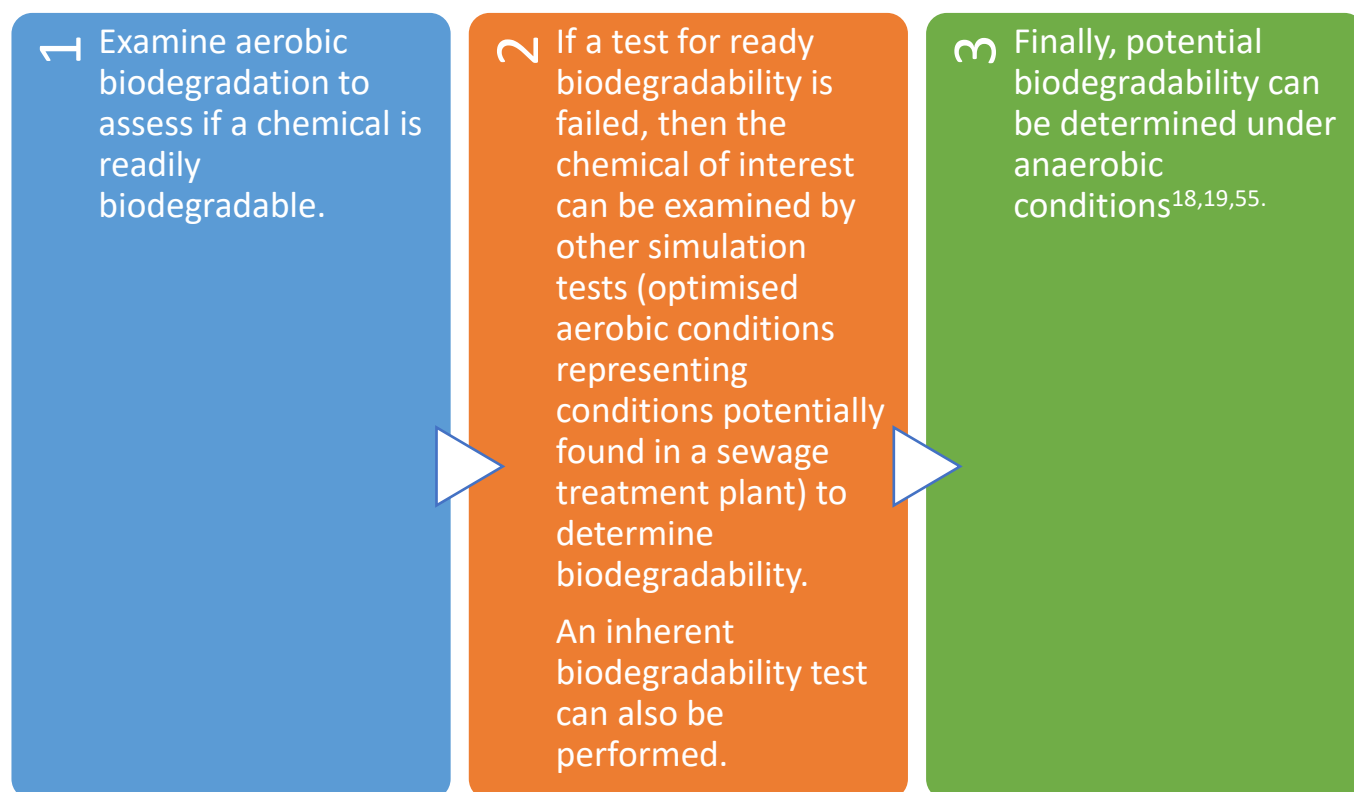 1
Examine aerobic
biodegradation to
assess if a chemical is
readily
biodegradable.
2
If a test for ready
biodegradability is
failed, then the
chemical of interest
can be examined by
other simulation
tests (optimised
aerobic conditions
representing
conditions potentially
found in a sewage
treatment plant) to
determine
biodegradability.
An inherent
biodegradability test
can also be
performed.
3
Finally, potential
biodegradability can
be determined under
anaerobic
conditions18,19,55.